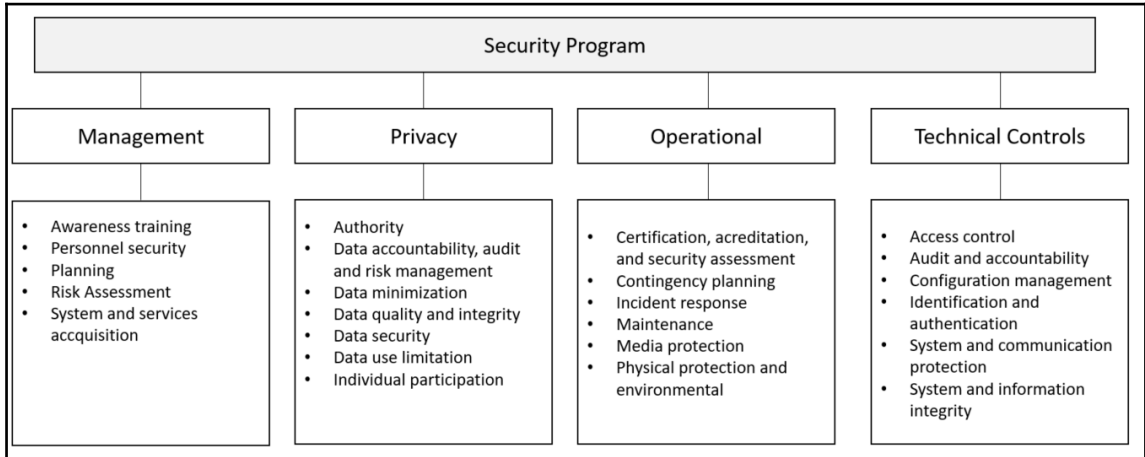 Security Program
Management
Privacy
Operational
Technical Controls
• Awareness training
• Personnel security
• Planning
• Risk Assessment
• System and services
accquisition
• Authority
• Data accountability, audit
and risk management
• Data minimization
• Data quality and integrity
• Data security
• Data use limitation
• Individual participation
• Certification, acreditation,
and security assessment
• Contingency planning
• Incident response
• Maintenance
• Media protection
• Physical protection and
environmental
• Access control
• Audit and accountability
• Configuration management
• Identification and
authentication
• System and communication
protection
• System and information
integrity